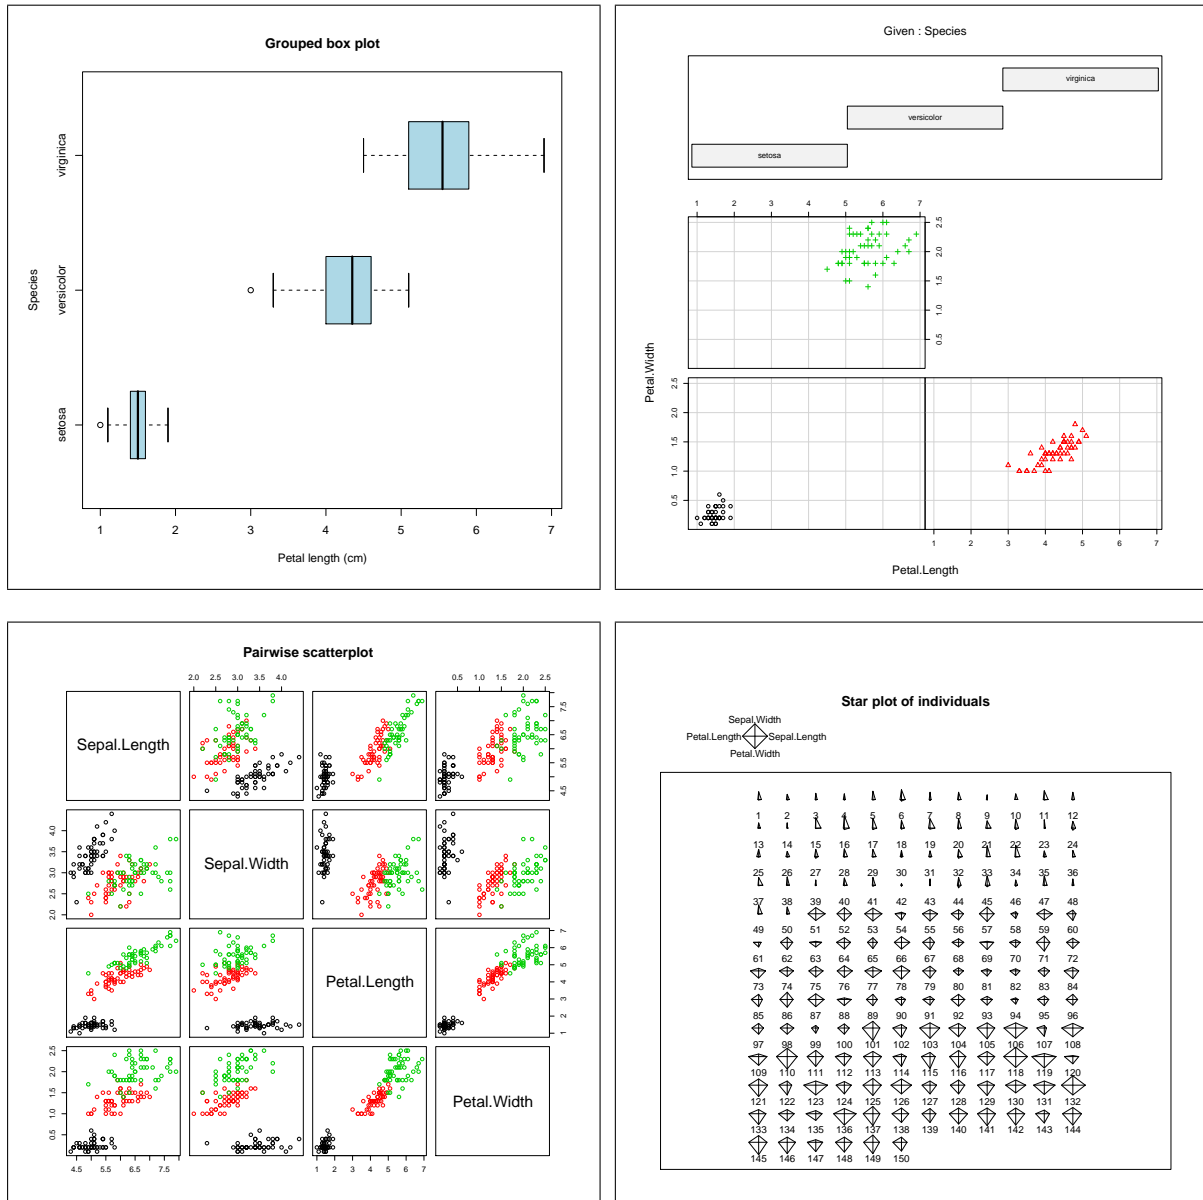 Grouped box plot
virginica
versicolor
setosa
Species
1 2 3 4 5 6 7
Petal length (cm)
Given : Species
virginica
versicolor
setosa
1 2 3 4 5 6 7
0.5 1.0 1.5 2.0 2.5
0.5 1.0 1.5 2.0 2.5
1 2 3 4 5 6 7
Petal.Width
Petal.Length
Pairwise scatterplot
2.0 2.5 3.0 3.5 4.0
0.5 1.0 1.5 2.0 2.5
Sepal.Length
4.5 5.5 6.5 7.5
2.0 2.5 3.0 3.5 4.0
Sepal.Width
Petal.Length
1 2 3 4 5 6 7
0.5 1.0 1.5 2.0 2.5
Petal.Width
4.5 5.5 6.5 7.5
1 2 3 4 5 6 7
Star plot of individuals
Sepal.Width
Petal.Length Sepal.Length
Petal.Width
1 2 3 4 5 6 7 8 9 10 11 12
13 14 15 16 17 18 19 20 21 22 23 24
25 26 27 28 29 30 31 32 33 34 35 36
37 38 39 40 41 42 43 44 45 46 47 48
49 50 51 52 53 54 55 56 57 58 59 60
61 62 63 64 65 66 67 68 69 70 71 72
73 74 75 76 77 78 79 80 81 82 83 84
85 86 87 88 89 90 91 92 93 94 95 96
97 98 99 100 101 102 103 104 105 106 107 108
109 110 111 112 113 114 115 116 117 118 119 120
121 122 123 124 125 126 127 128 129 130 131 132
133 134 135 136 137 138 139 140 141 142 143 144
145 146 147 148 149 150